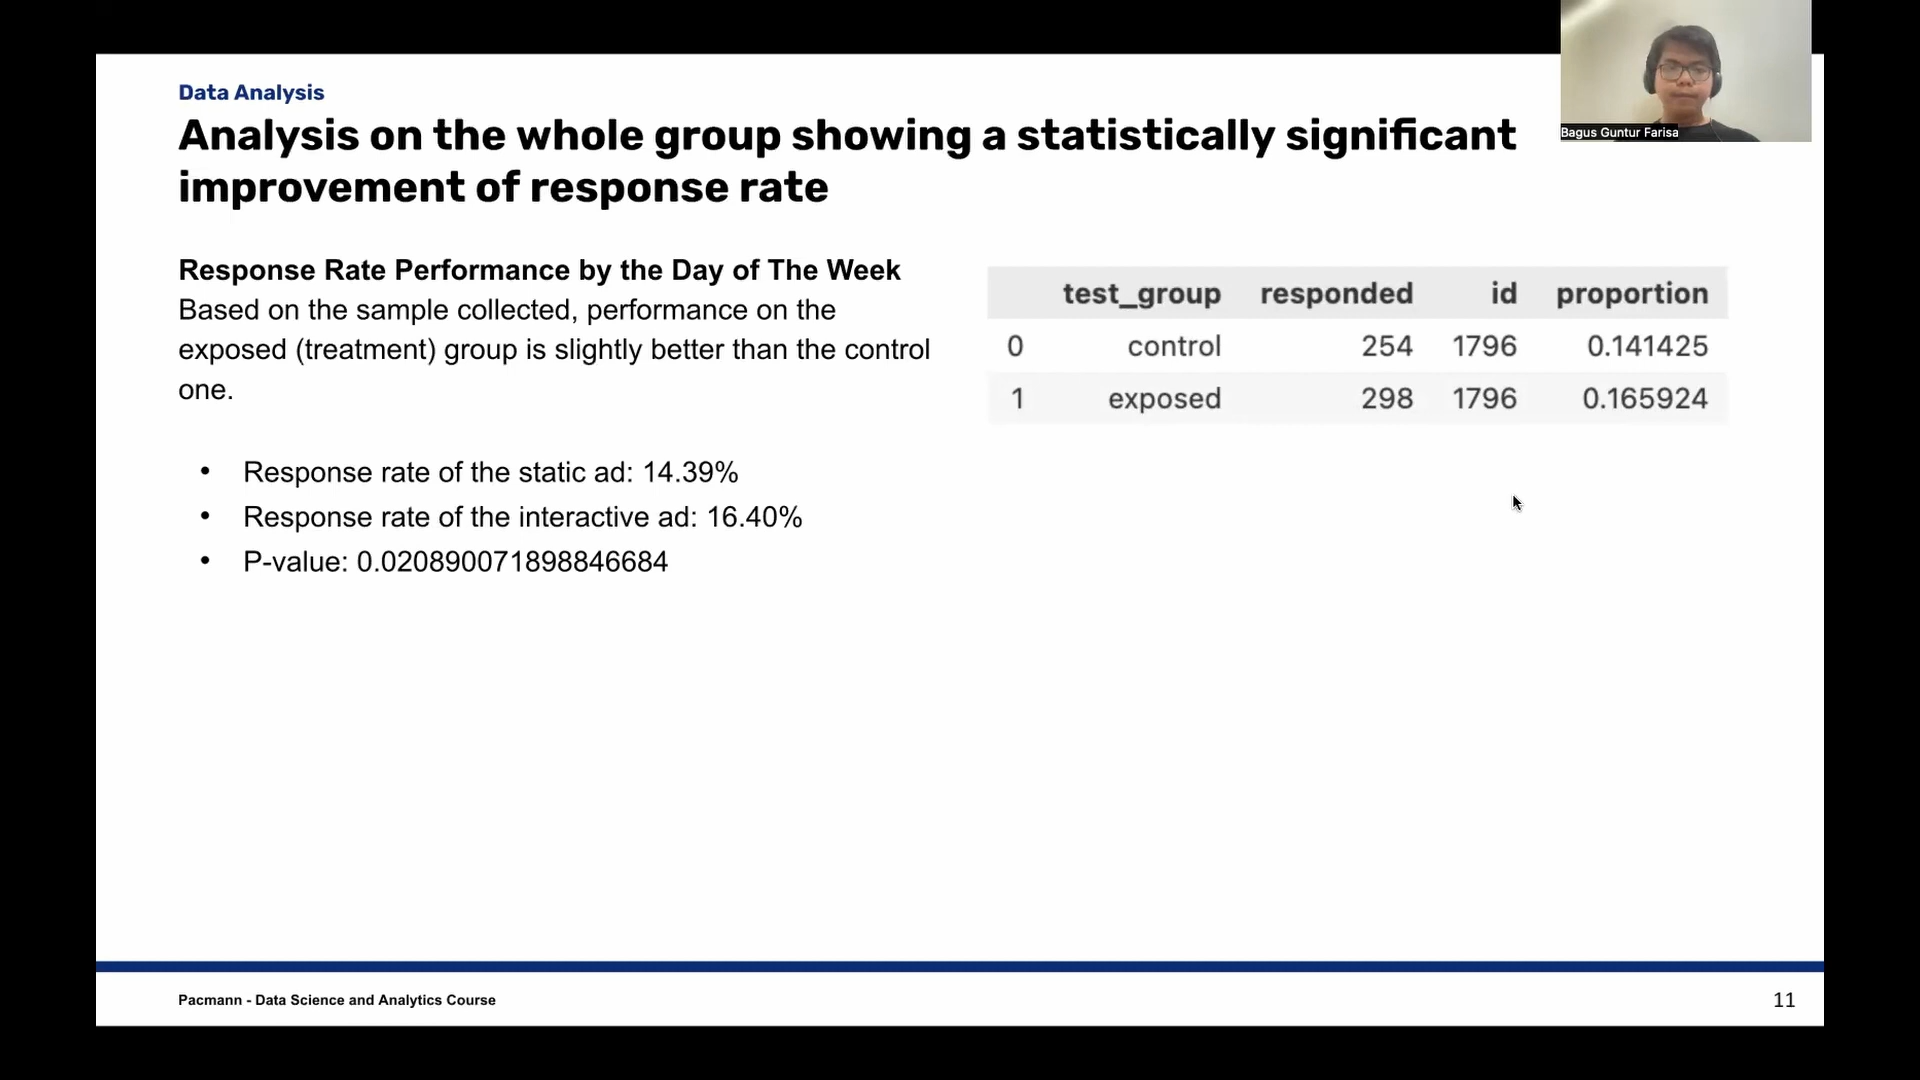 Data Analysis
Analysis on the whole group showing a statistically significant
improvement of response rate
Bagus Guntur Farisa
Response Rate Performance by the Day of The Week
Based on the sample collected, performance on the
exposed (treatment) group is slightly better than the control
one.
• Response rate of the static ad: 14.39%
• Response rate of the interactive ad: 16.40%
• P-value: 0.020890071898846684
test_group responded id proportion
0 control 254 1796 0.141425
1 exposed 298 1796 0.165924
Pacmann - Data Science and Analytics Course
11